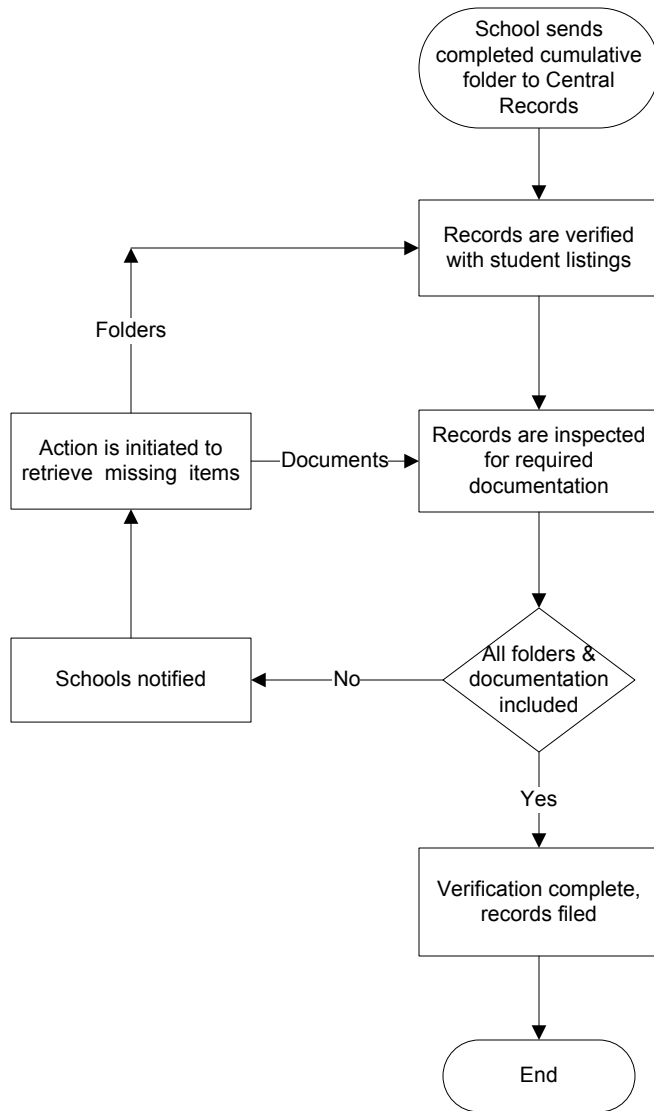 School sends
completed cumulative
folder to Central
Records
Records are verified
with student listings
Folders
Action is initiated to
retrieve missing items
Documents
Records are inspected
for required
documentation
Schools notified
No
All folders &
documentation
included
Yes
Verification complete,
records filed
End